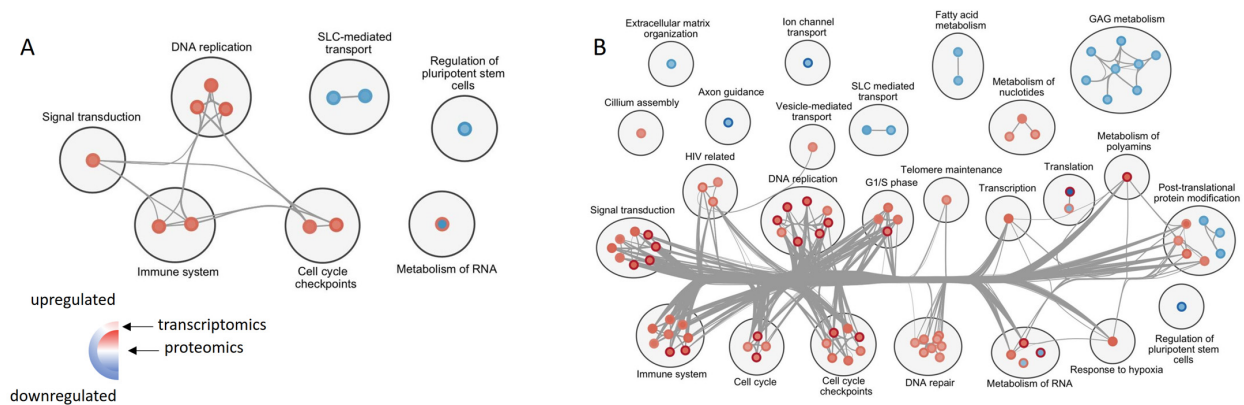 A
DNA replication
SLC-mediated
transport
Regulation of
pluripotent stem
cells
Signal transduction
Immune system
Cell cycle
checkpoints
Metabolism of RNA
upregulated
transcriptomics
proteomics
downregulated
B
Extracellular matrix
organization
Ion channel
transport
Fatty acid
metabolism
GAG metabolism
Cillium assembly
Axon guidance
Vesicle-mediated
transport
SLC mediated
transport
Metabolism of
nuclotides
HIV related
DNA replication
G1/S phase
Telomere maintenance
Transcription
Translation
Metabolism of
polyamins
Signal transduction
Post-translational
protein modification
Immune system
Cell cycle
Cell cycle
checkpoints
DNA repair
Metabolism of RNA
Response to hypoxia
Regulation of
pluripotent stem
cells